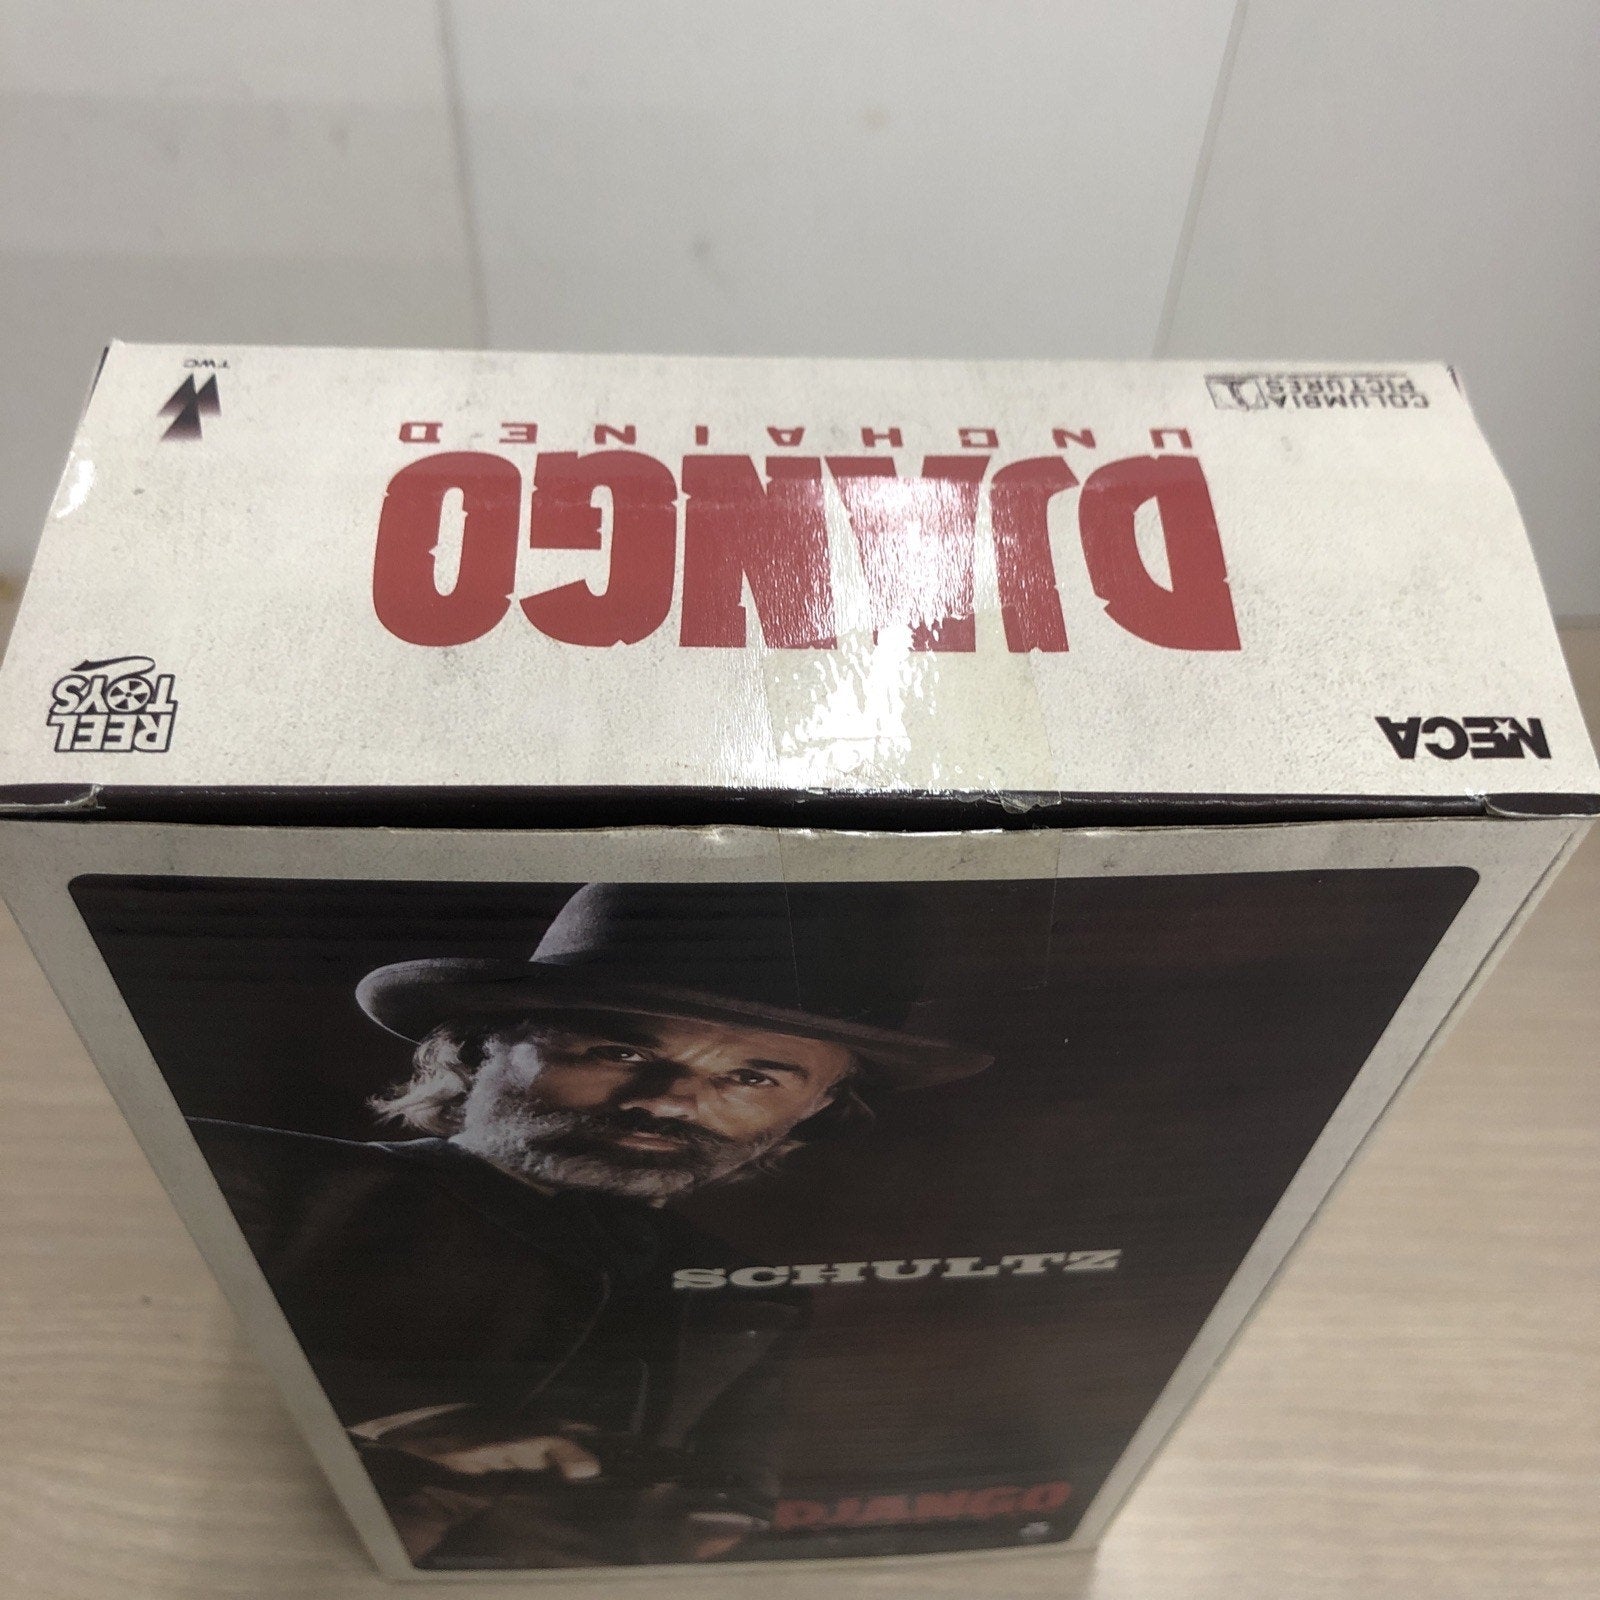 NECA
REEL
TOYS
DJANGO
UNCHAINED
COLUMBIA
PICTURES
TWC
SCHULTZ
DJANGO